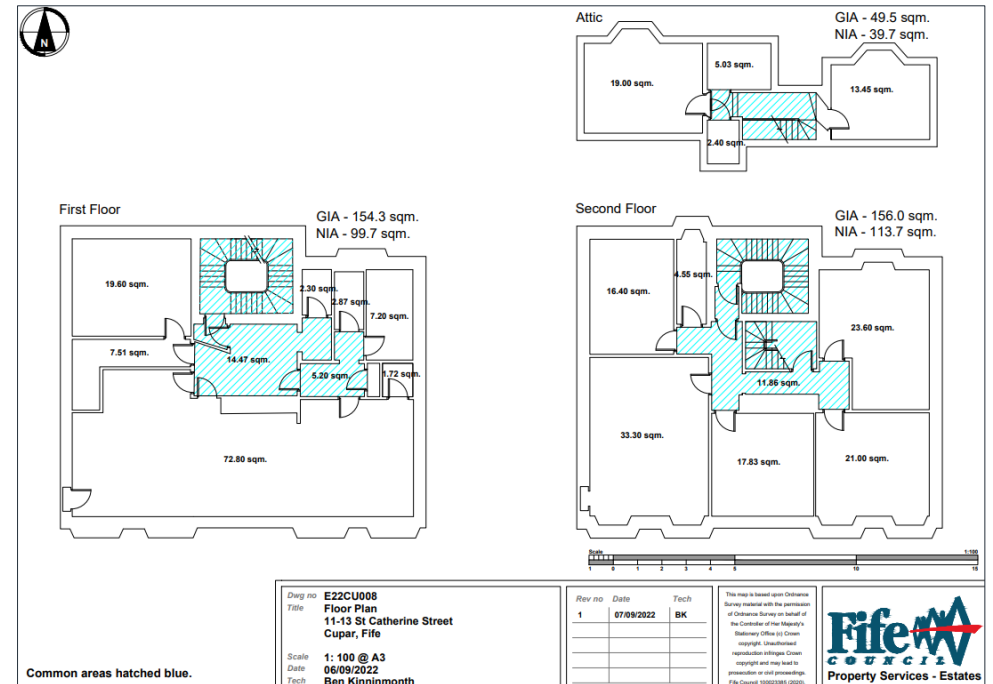 N
Attic
GIA - 49.5 sqm.
NIA - 39.7 sqm.
19.00 sqm.
5.03 sqm.
13.45 sqm.
2.40 sqm.
First Floor
GIA - 154.3 sqm.
NIA - 99.7 sqm.
19.60 sqm.
2.30 sqm.
2.87 sqm.
7.20 sqm.
7.51 sqm.
14.47 sqm.
5.20 sqm.
1.72 sqm.
72.80 sqm.
Second Floor
GIA - 156.0 sqm.
NIA - 113.7 sqm.
16.40 sqm.
4.55 sqm.
23.60 sqm.
11.86 sqm.
33.30 sqm.
17.83 sqm.
21.00 sqm.
Scale 1:100
1 0 1 2 3 4 5 10 15
Common areas hatched blue.
Dwg no E22CU008
Title Floor Plan
11-13 St Catherine Street
Cupar, Fife
Scale 1: 100 @ A3
Date 06/09/2022
Tech Ben Kinninmonth
Rev no Date Tech
1 07/09/2022 BK
This map is based upon Ordnance
Survey material with the permission
of Ordnance Survey on behalf of
the Controller of Her Majesty's
Stationery Office (c) Crown
copyright. Unauthorised
reproduction infringes Crown
copyright and may lead to
prosecution or civil proceedings.
Fife Council 100023385 (2020).
Fife
COUNCIL
Property Services - Estates